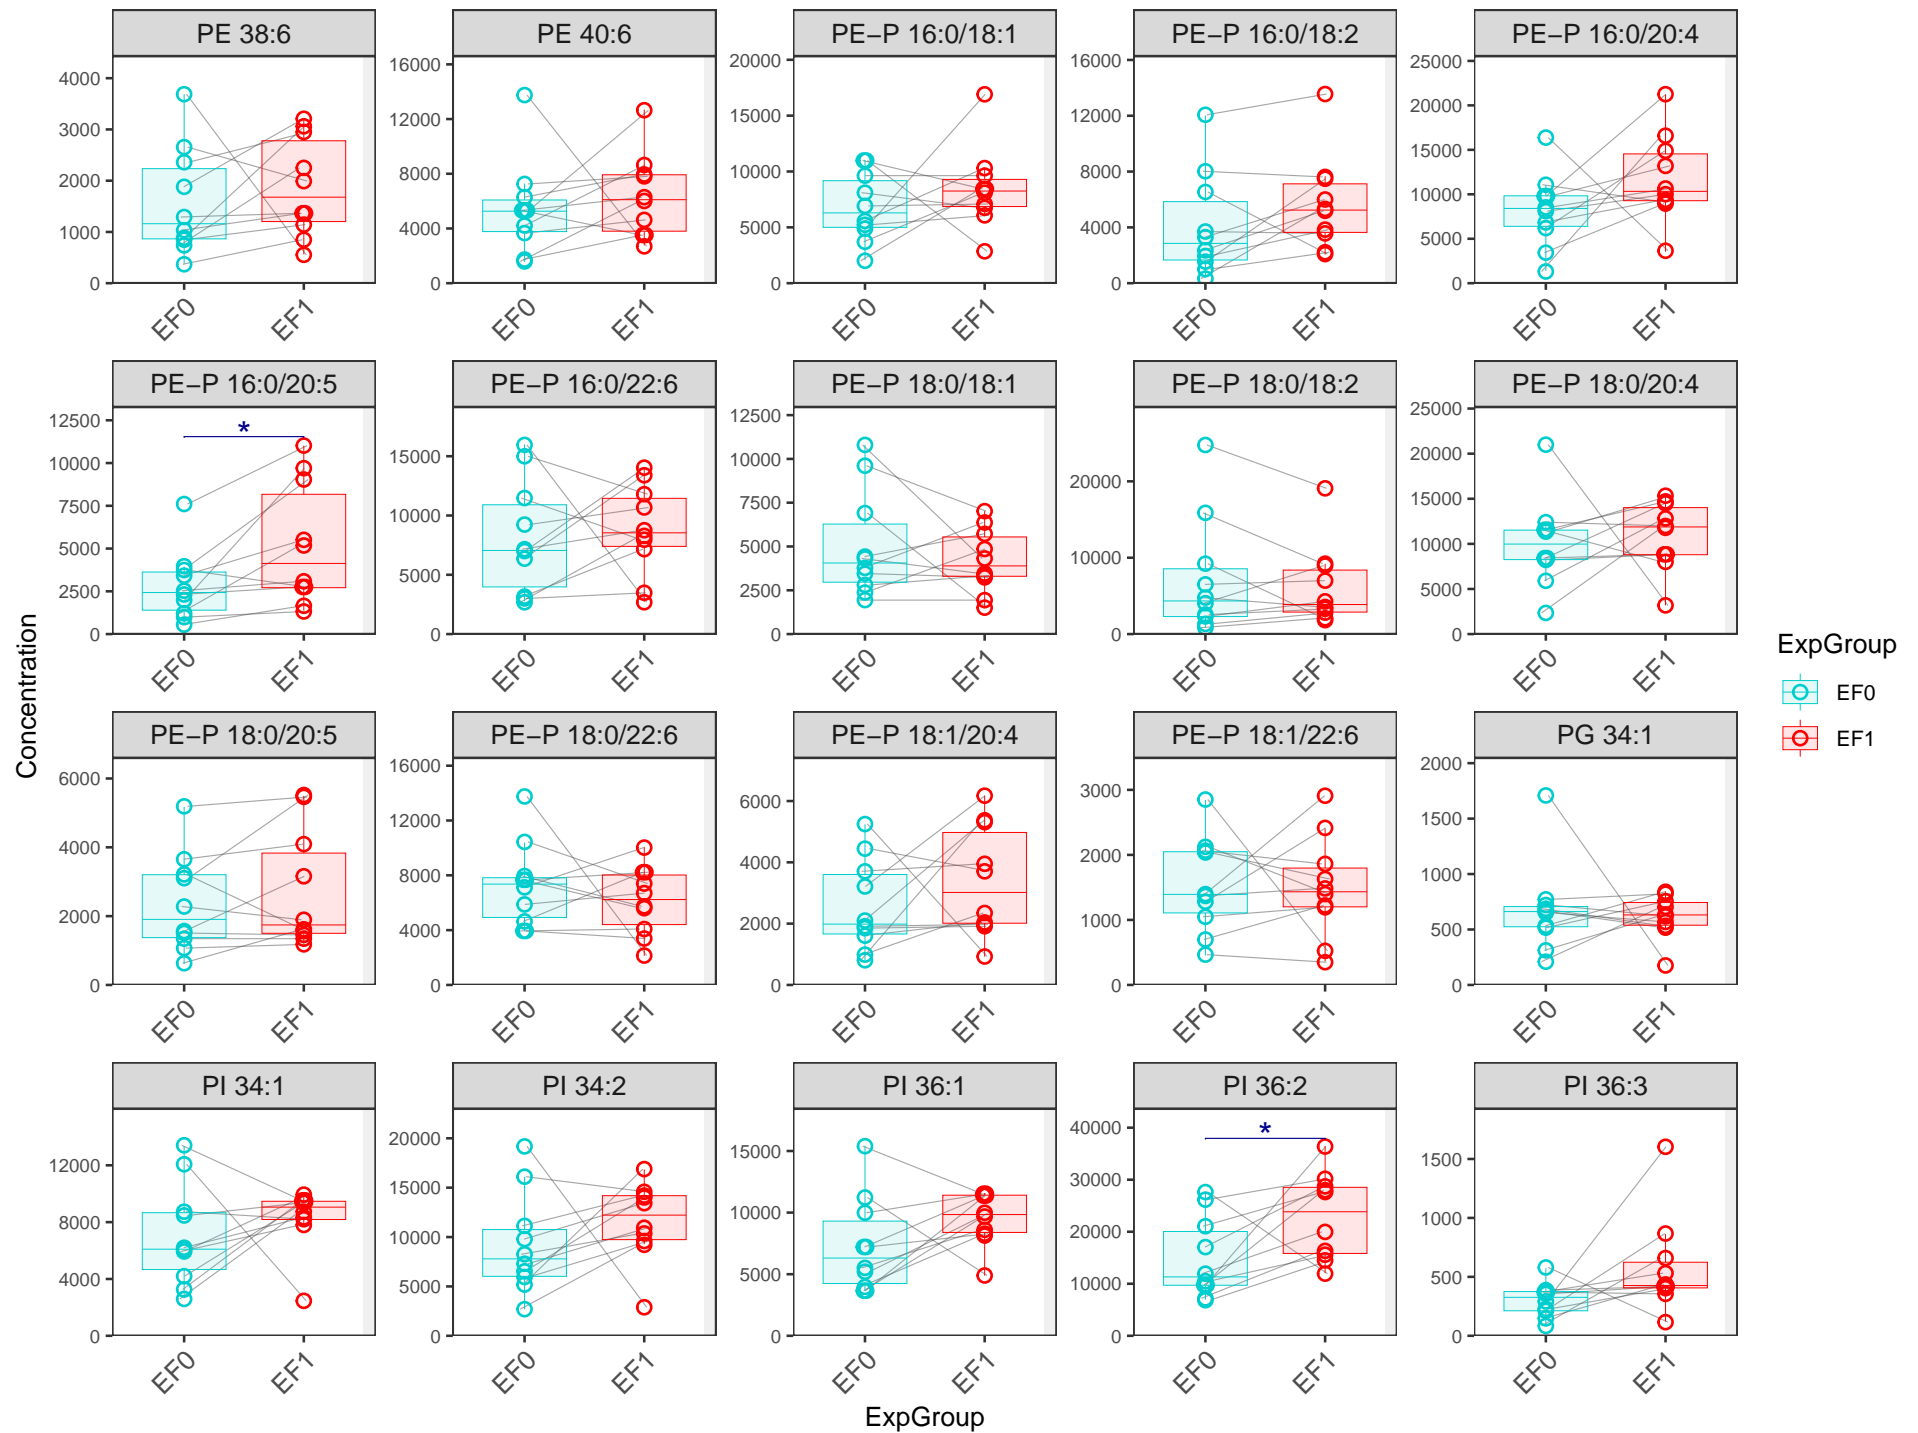 PE 38:6
PE 40:6
PE−P 16:0/18:1
PE−P 16:0/18:2
PE−P 16:0/20:4
4000
3000
2000
1000
0
16000
12000
8000
4000
0
20000
15000
10000
5000
0
16000
12000
8000
4000
0
25000
20000
15000
10000
5000
0
EF0
EF1
EF0
EF1
EF0
EF1
EF0
EF1
EF0
EF1
PE−P 16:0/20:5
PE−P 16:0/22:6
PE−P 18:0/18:1
PE−P 18:0/18:2
PE−P 18:0/20:4
12500
10000
7500
5000
2500
0
*
15000
10000
5000
0
12500
10000
7500
5000
2500
0
20000
10000
0
25000
20000
15000
10000
5000
0
EF0
EF1
EF0
EF1
EF0
EF1
EF0
EF1
EF0
EF1
PE−P 18:0/20:5
PE−P 18:0/22:6
PE−P 18:1/20:4
PE−P 18:1/22:6
PG 34:1
6000
4000
2000
0
16000
12000
8000
4000
0
6000
4000
2000
0
3000
2000
1000
0
2000
1500
1000
500
0
EF0
EF1
EF0
EF1
EF0
EF1
EF0
EF1
EF0
EF1
PI 34:1
PI 34:2
PI 36:1
PI 36:2
PI 36:3
12000
8000
4000
0
20000
15000
10000
5000
0
15000
10000
5000
0
40000
30000
20000
10000
0
*
1500
1000
500
0
EF0
EF1
EF0
EF1
EF0
EF1
EF0
EF1
EF0
EF1
ExpGroup
Concentration
ExpGroup
EF0
EF1